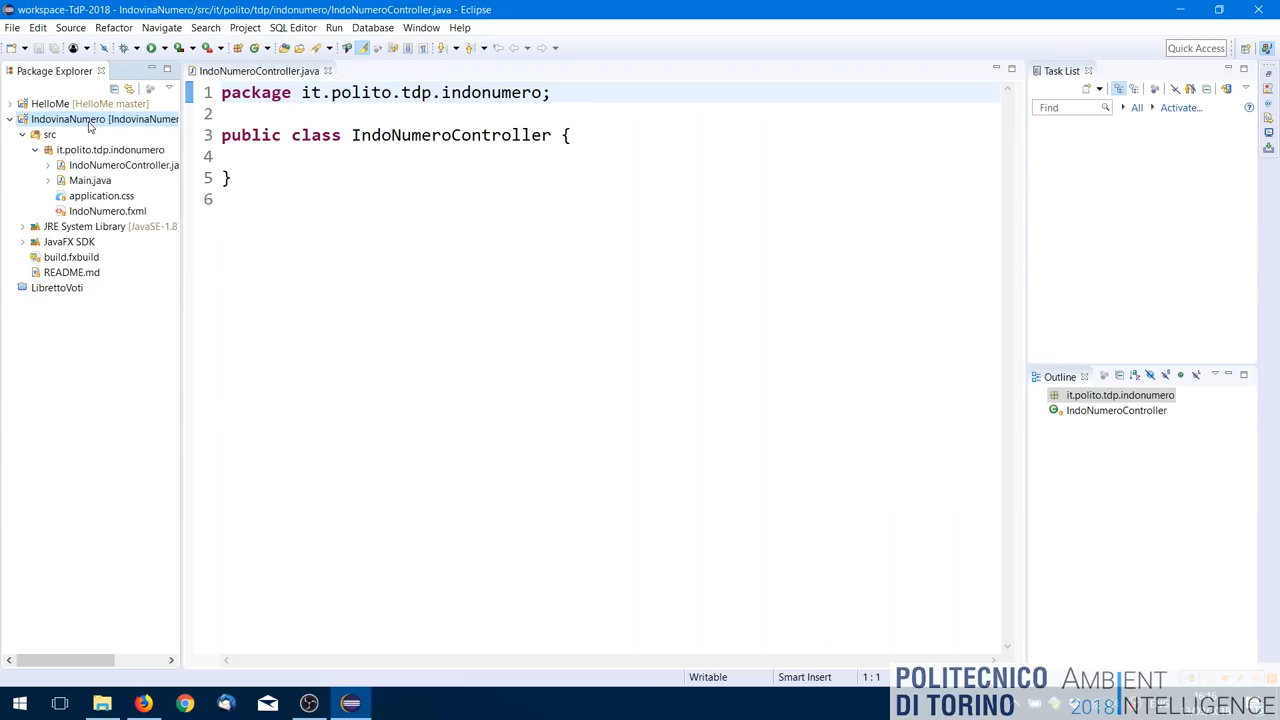 workspace-TdP-2018 - IndovinaNumero/src/it/polito/tdp/indonumero/IndoNumeroController.java - Eclipse
File Edit Source Refactor Navigate Search Project SQL Editor Run Database Window Help
Quick Access
Package Explorer
IndoNumeroController.java
Task List
HelloMe [HelloMe master]
IndovinaNumero [IndovinaNumer
src
it.polito.tdp.indonumero
IndoNumeroController.ja
Main.java
application.css
IndoNumero.fxml
JRE System Library [JavaSE-1.8]
JavaFX SDK
build.fxbuild
README.md
LibrettoVoti
1 package it.polito.tdp.indonumero;
2
3 public class IndoNumeroController {
4
5 }
6
Find
All
Activate...
Outline
it.polito.tdp.indonumero
IndoNumeroController
Writable
Smart Insert
1 : 1
POLITECNICO
DI TORINO
AMBIENT
INTELLIGENCE
2018
16:16